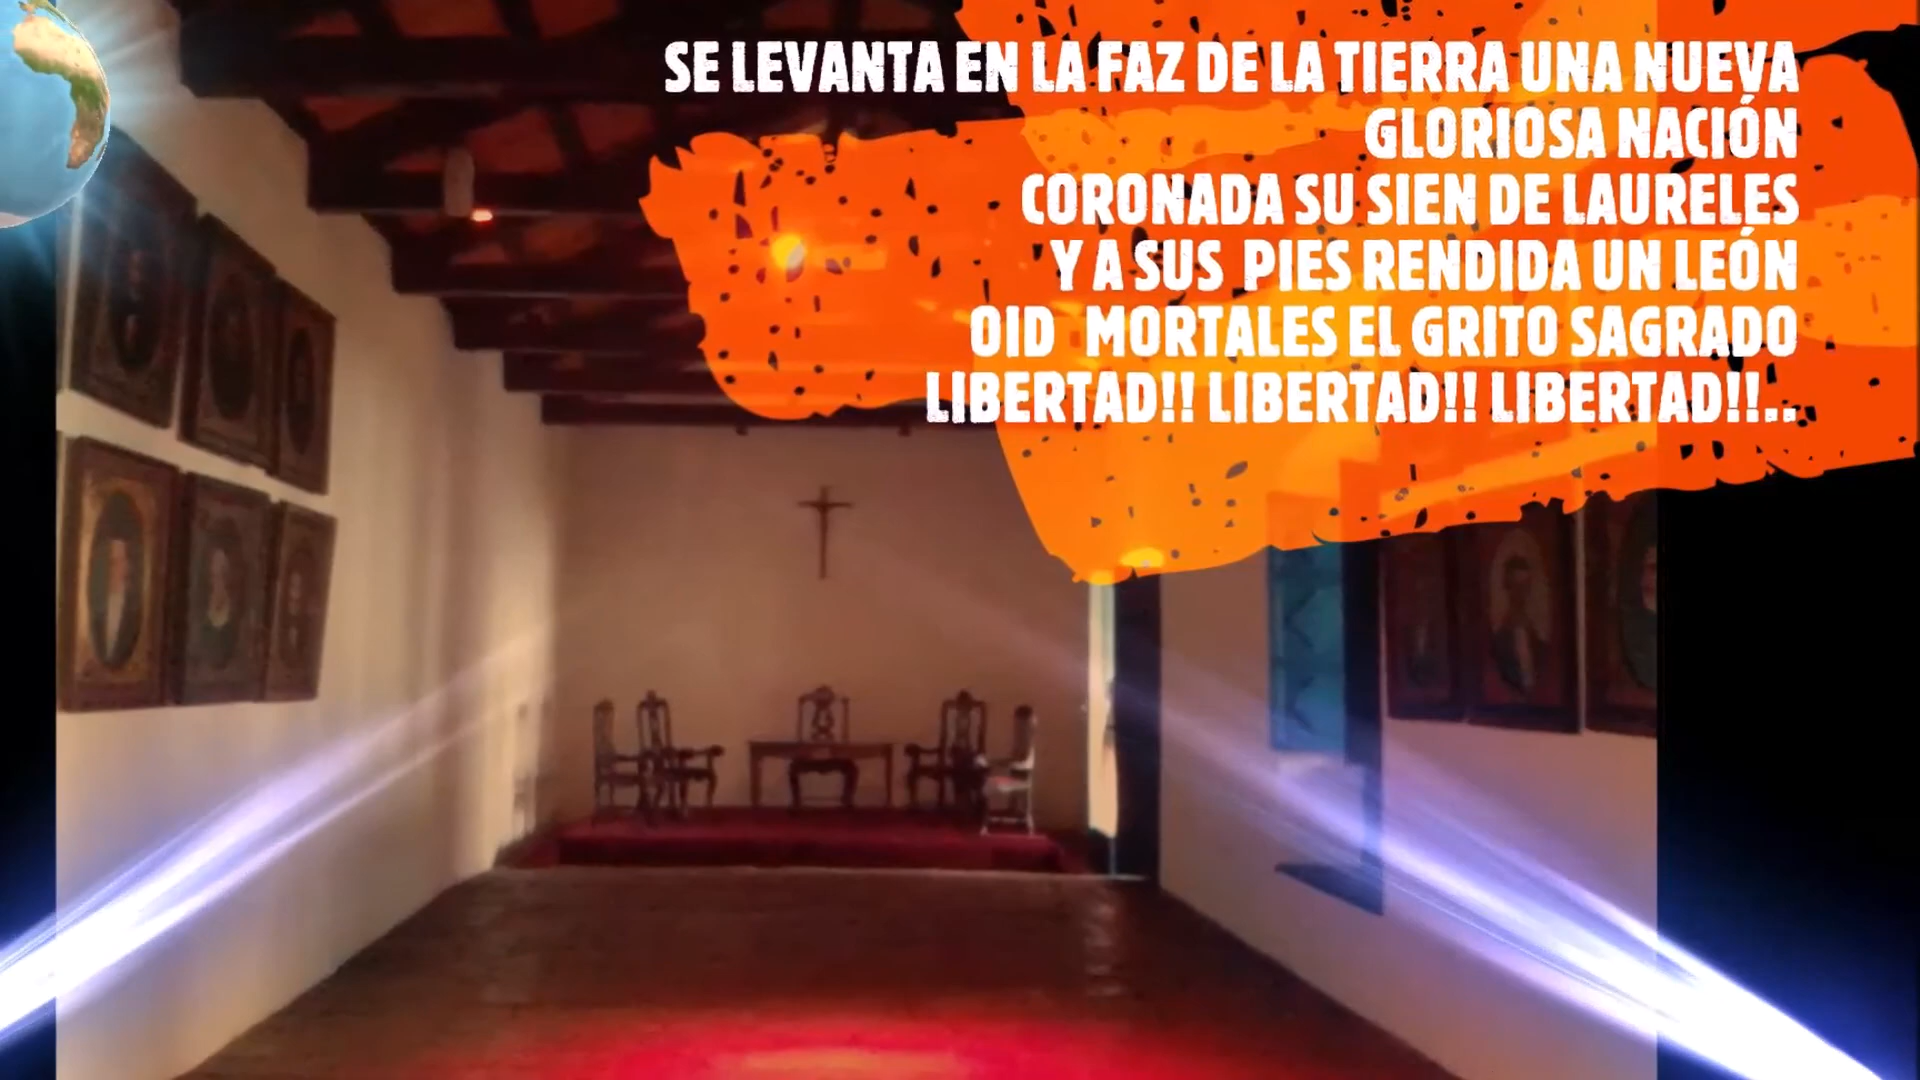 SE LEVANTA EN LA FAZ DE LA TIERRA UNA NUEVA
GLORIOSA NACIÓN
CORONADA SU SIEN DE LAURELES
Y A SUS PIES RENDIDA UN LEÓN
OID MORTALES EL GRITO SAGRADO
LIBERTAD!! LIBERTAD!! LIBERTAD!!..